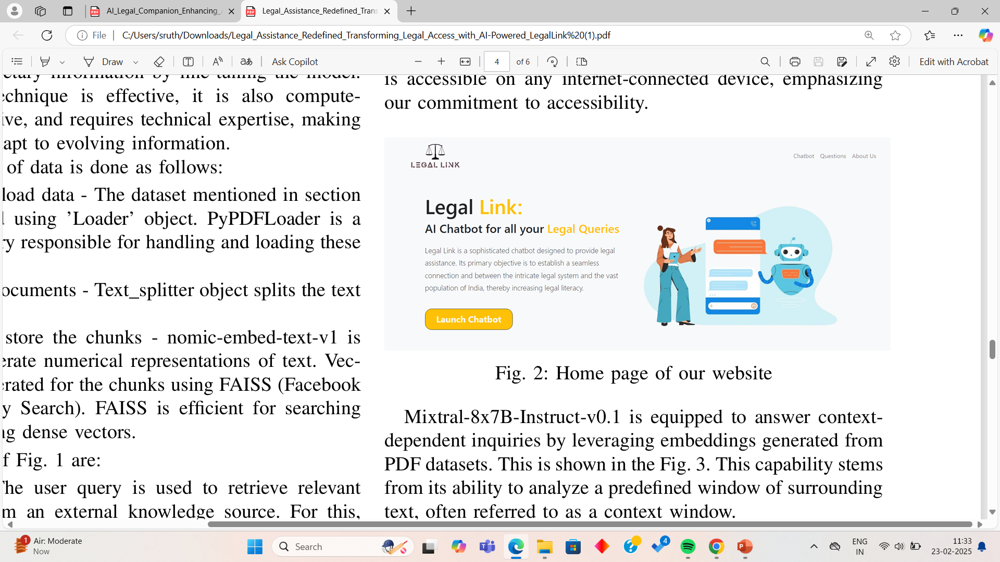 AI_Legal_Companion_Enhancing_
Legal_Assistance_Redefined_Trans
File
C:/Users/sruth/Downloads/Legal_Assistance_Redefined_Transforming_Legal_Access_with_AI-Powered_LegalLink%20(1).pdf
Draw
Ask Copilot
4 of 6
Edit with Acrobat
etary information by fine-tuning the model.
echnique is effective, it is also compute-
ive, and requires technical expertise, making
apt to evolving information.
of data is done as follows:
load data - The dataset mentioned in section
using ’Loader’ object. PyPDFLoader is a
ry responsible for handling and loading these
ocuments - Text_splitter object splits the text
store the chunks - nomic-embed-text-v1 is
erate numerical representations of text. Vec-
erated for the chunks using FAISS (Facebook
y Search). FAISS is efficient for searching
ng dense vectors.
f Fig. 1 are:
The user query is used to retrieve relevant
m an external knowledge source. For this,
is accessible on any internet-connected device, emphasizing
our commitment to accessibility.
LEGAL LINK
Chatbot Questions About Us
Legal Link:
AI Chatbot for all your Legal Queries
Legal Link is a sophisticated chatbot designed to provide legal
assistance. Its primary objective is to establish a seamless
connection and between the intricate legal system and the vast
population of India, thereby increasing legal literacy.
Launch Chatbot
Fig. 2: Home page of our website
Mixtral-8x7B-Instruct-v0.1 is equipped to answer context-
dependent inquiries by leveraging embeddings generated from
PDF datasets. This is shown in the Fig. 3. This capability stems
from its ability to analyze a predefined window of surrounding
text, often referred to as a context window.
1
Air: Moderate
Now
Search
4
ENG
IN
11:33
23-02-2025